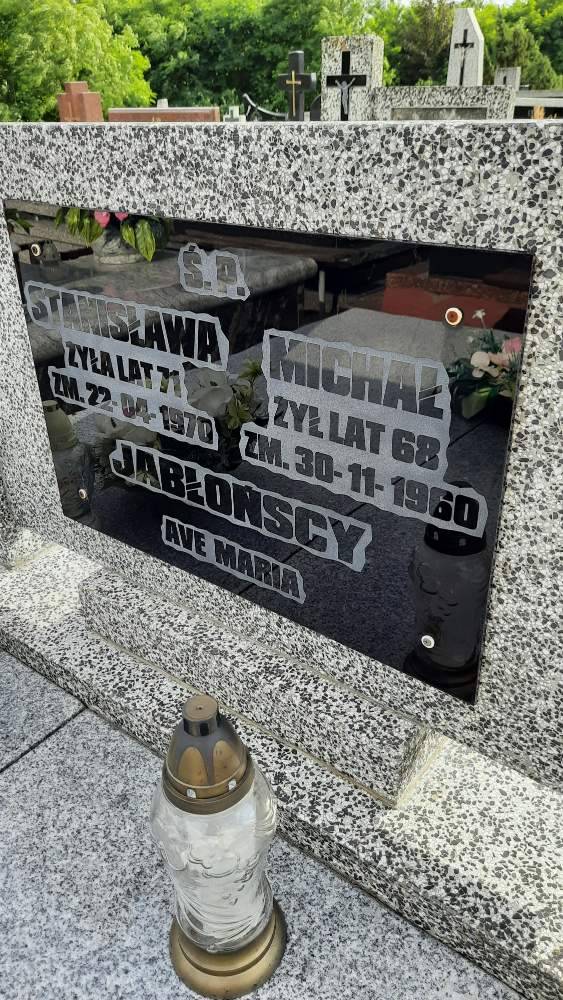 Ś.P.
STANISŁAWA
ŻYŁA LAT 71
ZM. 22-04-1970
MICHAŁ
ŻYŁ LAT 68
ZM. 30-11-1960
JABŁOŃSCY
AVE MARIA